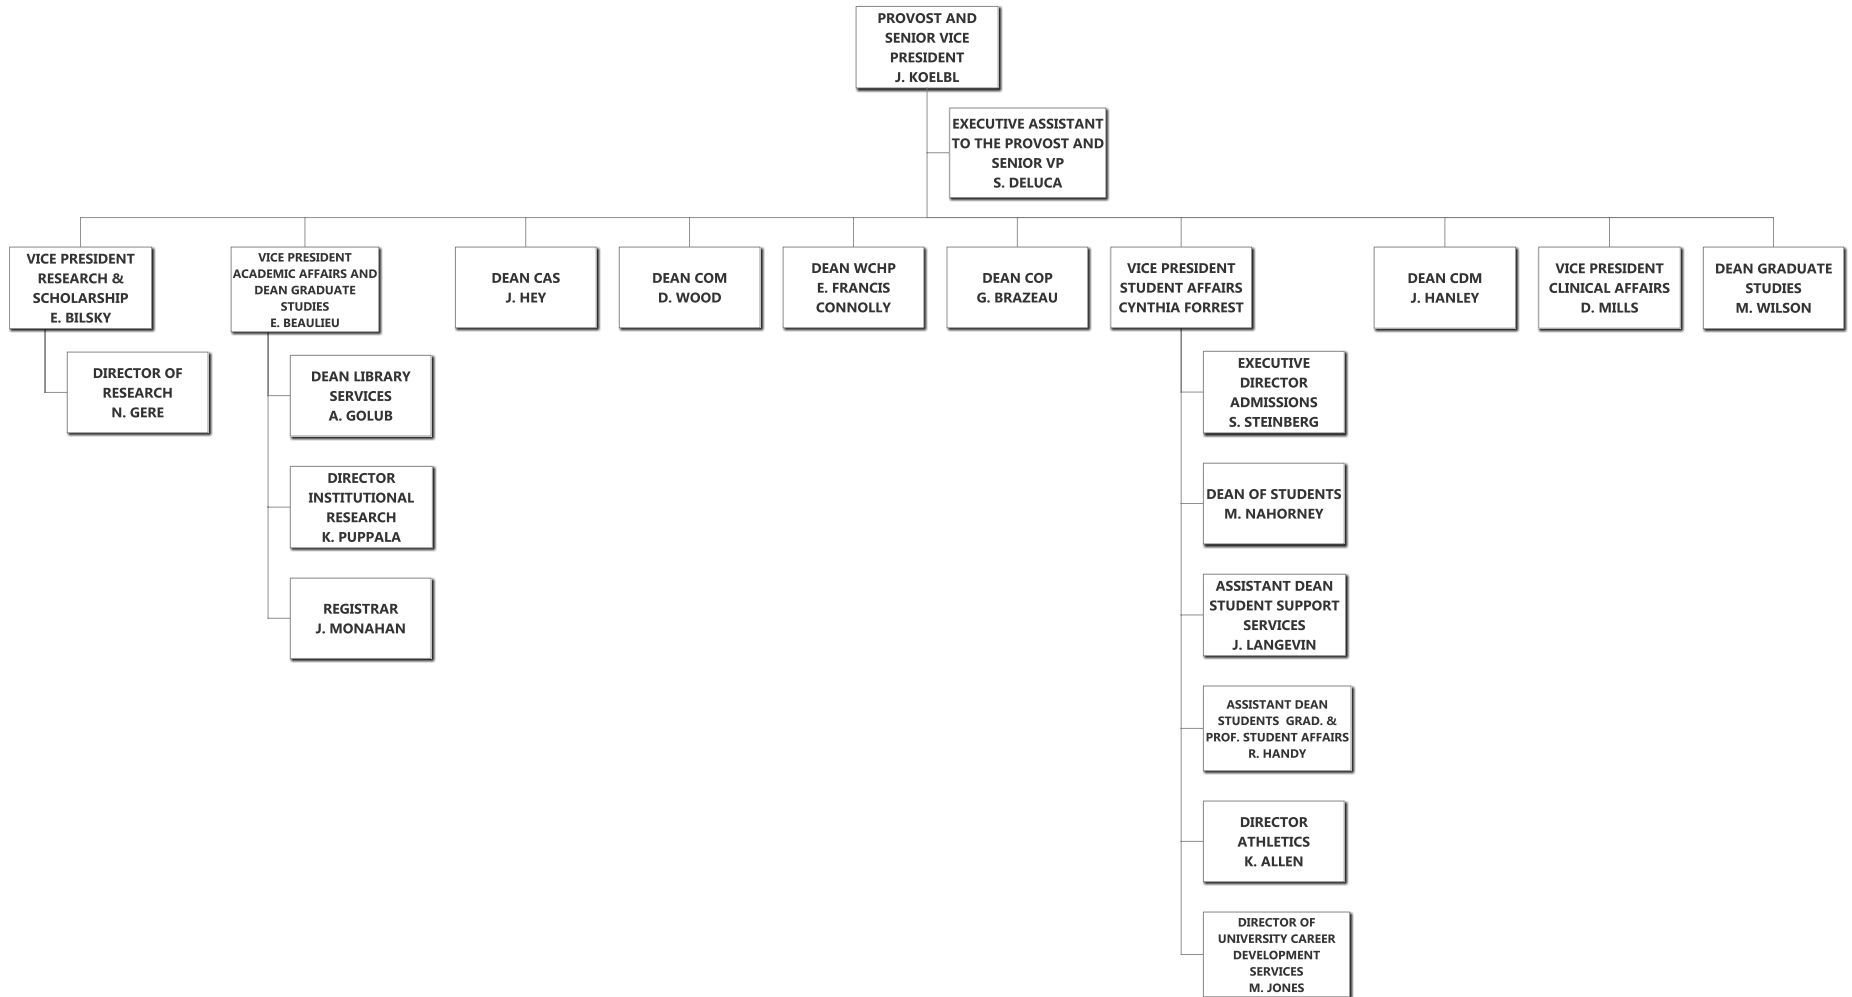 PROVOST AND
SENIOR VICE
PRESIDENT
J. KOELBL
EXECUTIVE ASSISTANT
TO THE PROVOST AND
SENIOR VP
S. DELUCA
VICE PRESIDENT
RESEARCH &
SCHOLARSHIP
E. BILSKY
VICE PRESIDENT
ACADEMIC AFFAIRS AND
DEAN GRADUATE
STUDIES
E. BEAULIEU
DEAN CAS
J. HEY
DEAN COM
D. WOOD
DEAN WCHP
E. FRANCIS
CONNOLLY
DEAN COP
G. BRAZEAU
VICE PRESIDENT
STUDENT AFFAIRS
CYNTHIA FORREST
DEAN CDM
J. HANLEY
VICE PRESIDENT
CLINICAL AFFAIRS
D. MILLS
DEAN GRADUATE
STUDIES
M. WILSON
DIRECTOR OF
RESEARCH
N. GERE
DEAN LIBRARY
SERVICES
A. GOLUB
DIRECTOR
INSTITUTIONAL
RESEARCH
K. PUPPALA
REGISTRAR
J. MONAHAN
EXECUTIVE
DIRECTOR
ADMISSIONS
S. STEINBERG
DEAN OF STUDENTS
M. NAHORNEY
ASSISTANT DEAN
STUDENT SUPPORT
SERVICES
J. LANGEVIN
ASSISTANT DEAN
STUDENTS GRAD. &
PROF. STUDENT AFFAIRS
R. HANDY
DIRECTOR
ATHLETICS
K. ALLEN
DIRECTOR OF
UNIVERSITY CAREER
DEVELOPMENT
SERVICES
M. JONES